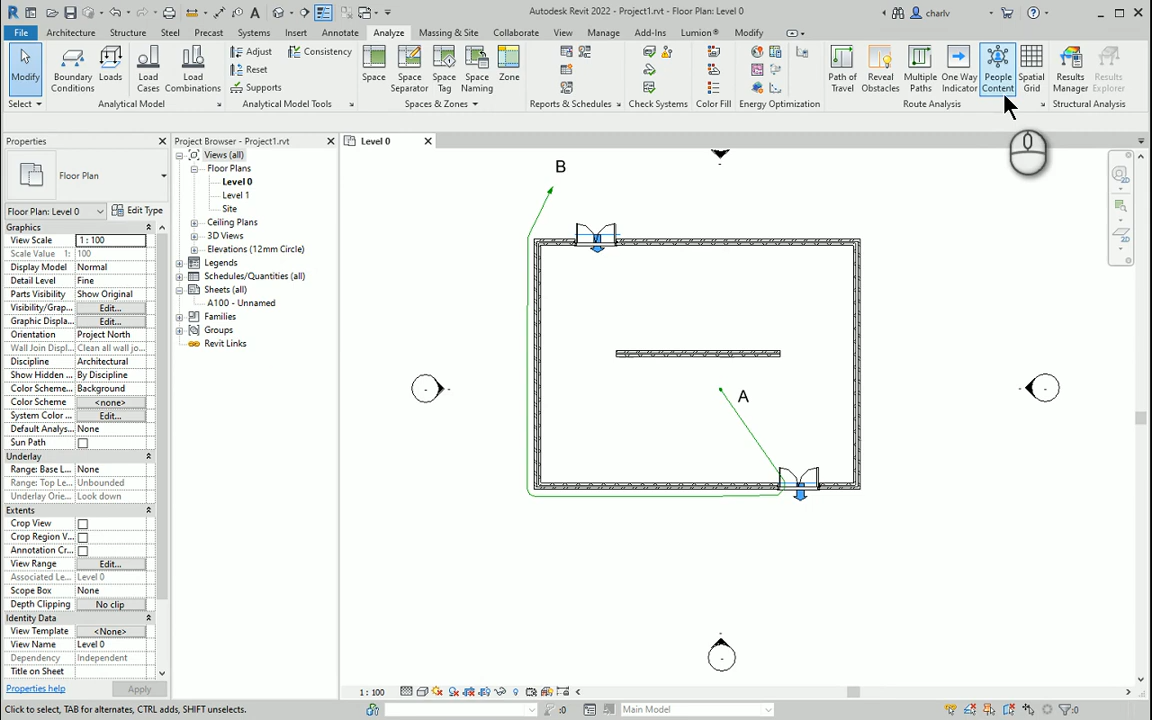 Autodesk Revit 2022 - Project1.rvt - Floor Plan: Level 0
charlv
File
Architecture
Structure
Steel
Precast
Systems
Insert
Annotate
Analyze
Massing & Site
Collaborate
View
Manage
Add-Ins
Lumion®
Modify
Modify
Boundary
Conditions
Loads
Load
Cases
Load
Combinations
Adjust
Reset
Supports
Consistency
Space
Space
Separator
Space
Tag
Space
Naming
Zone
Path of
Travel
Reveal
Obstacles
Multiple
Paths
One Way
Indicator
People
Content
Spatial
Grid
Results
Manager
Results
Explorer
Select
Analytical Model
Analytical Model Tools
Spaces & Zones
Reports & Schedules
Check Systems
Color Fill
Energy Optimization
Route Analysis
Structural Analysis
Properties
Floor Plan
Floor Plan: Level 0
Edit Type
Graphics
View Scale 1 : 100
Scale Value 1: 100
Display Model Normal
Detail Level Fine
Parts Visibility Show Original
Visibility/Grap... Edit...
Graphic Displa... Edit...
Orientation Project North
Wall Join Displ... Clean all wall jo...
Discipline Architectural
Show Hidden ... By Discipline
Color Scheme... Background
Color Scheme <none>
System Color ... Edit...
Default Analys... None
Sun Path
Underlay
Range: Base L... None
Range: Top Lev... Unbounded
Underlay Orie... Look down
Extents
Crop View
Crop Region V...
Annotation Cr...
View Range Edit...
Associated Le... Level 0
Scope Box None
Depth Clipping No clip
Identity Data
View Template <None>
View Name Level 0
Dependency Independent
Title on Sheet
Properties help
Apply
Project Browser - Project1.rvt
Views (all)
Floor Plans
Level 0
Level 1
Site
Ceiling Plans
3D Views
Elevations (12mm Circle)
Legends
Schedules/Quantities (all)
Sheets (all)
A100 - Unnamed
Families
Groups
Revit Links
Level 0
B
A
2D
2D
1 : 100
Click to select, TAB for alternates, CTRL adds, SHIFT unselects.
:0
Main Model
:0